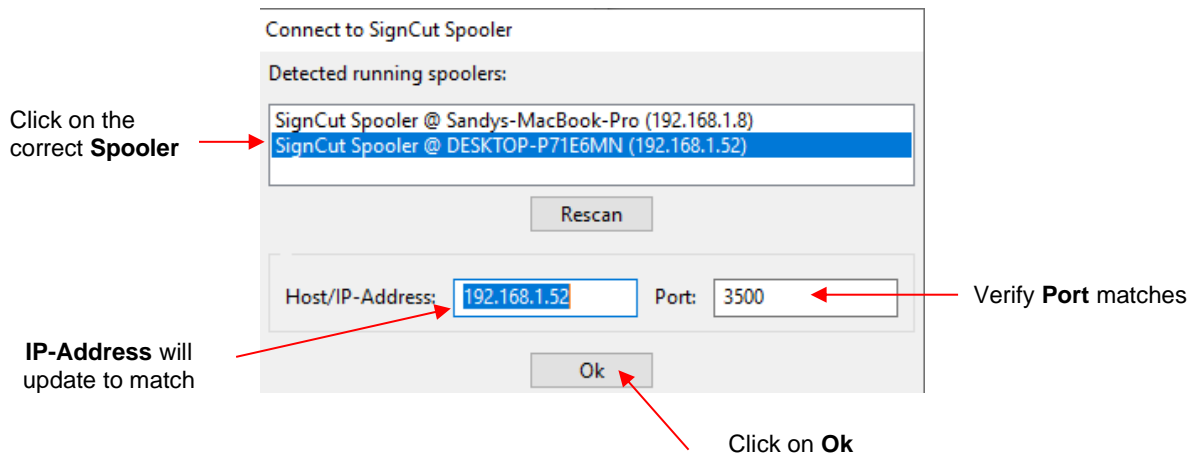 Connect to SignCut Spooler
Detected running spoolers:
Click on the
correct Spooler
SignCut Spooler @ Sandys-MacBook-Pro (192.168.1.8)
SignCut Spooler @ DESKTOP-P71E6MN (192.168.1.52)
Rescan
Host/IP-Address: 192.168.1.52 Port: 3500
Verify Port matches
IP-Address will
update to match
Ok
Click on Ok